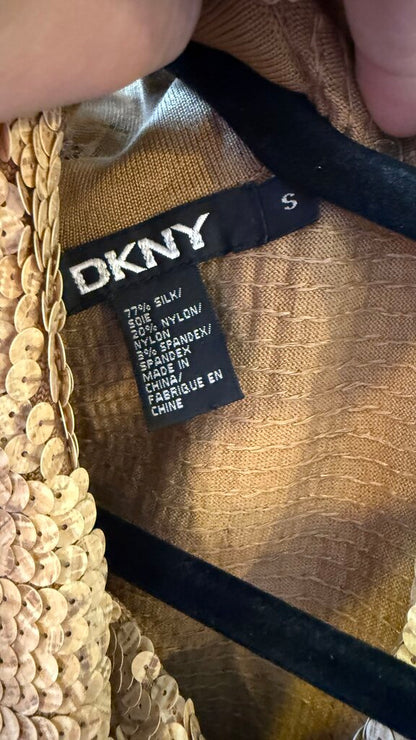 DKNY
S
77% SILK/
SOIE
20% NYLON/
NYLON
3% SPANDEX/
SPANDEX
MADE IN
CHINA/
FABRIQUE EN
CHINE